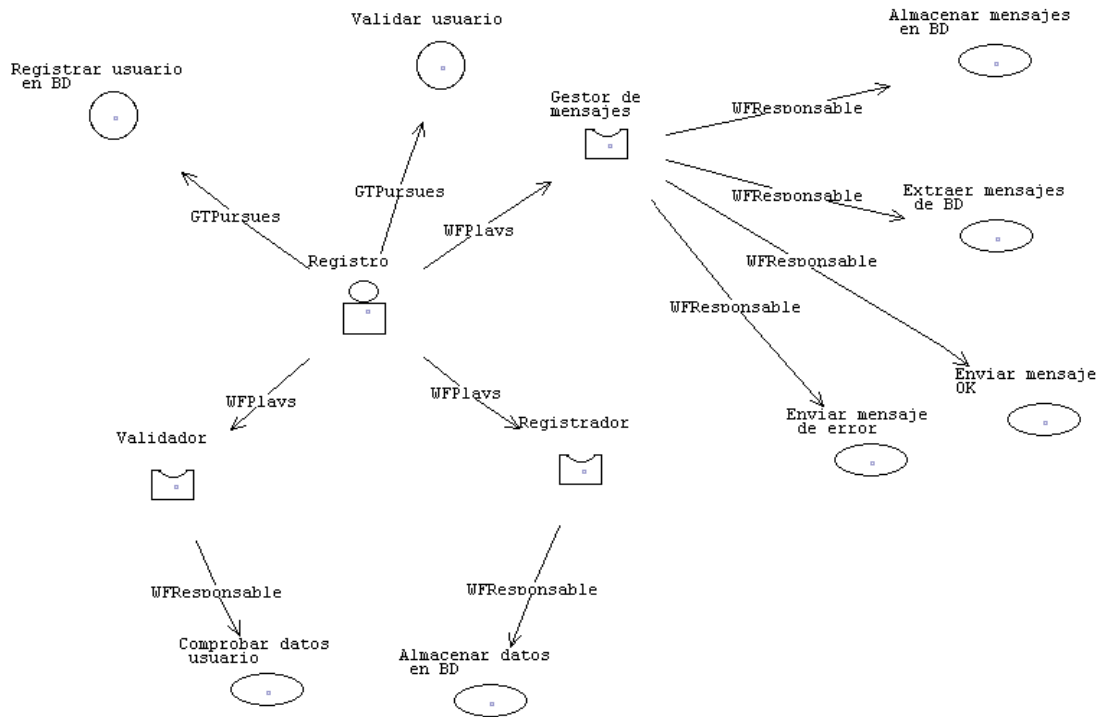 Validar usuario
Almacenar mensajes
en BD
Registrar usuario
en BD
Gestor de
mensajes
WFResponsable
GTPursues
WFResponsable
Extraer mensajes
de BD
GTPursues
WFPlays
Registro
WFResponsable
WFResponsable
Enviar mensaje
OK
WFPlays
WFPlays
Enviar mensaje
de error
Registrador
Validador
WFResponsable
WFResponsable
Comprobar datos
usuario
Almacenar datos
en BD